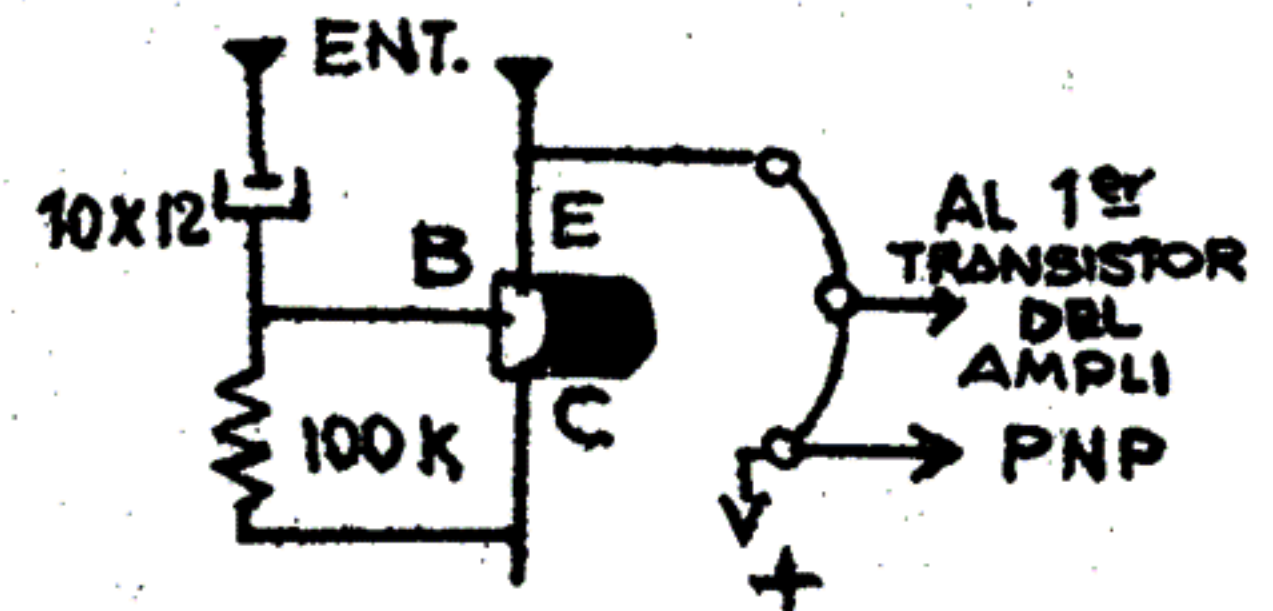 ENT.
10X12
B
E
C
100K
AL 1er
TRANSISTOR
DEL
AMPLI
PNP
+